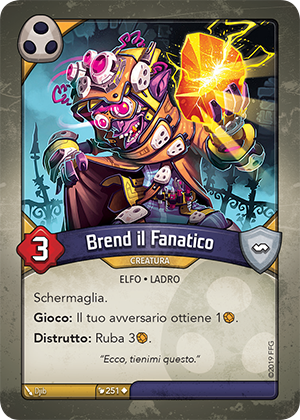 3
Brend il Fanatico
CREATURA
ELFO • LADRO
Schermaglia.
Gioco: Il tuo avversario ottiene 1.
Distrutto: Ruba 3.
"Ecco, tienimi questo."
©2019 FFG
Djib
251